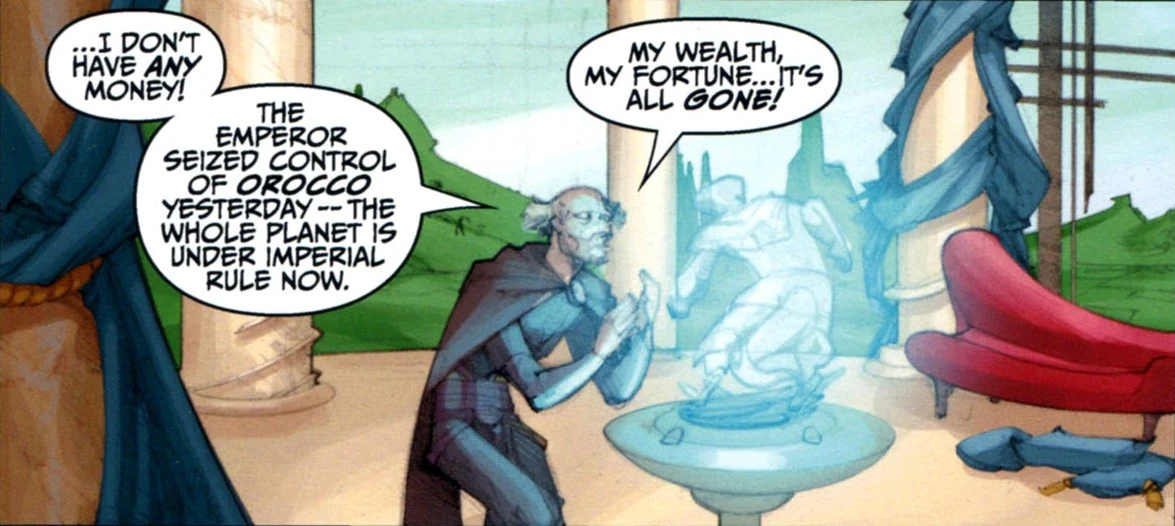 ...I DON'T
HAVE ANY
MONEY!
THE
EMPEROR
SEIZED CONTROL
OF OROCCO
YESTERDAY -- THE
WHOLE PLANET IS
UNDER IMPERIAL
RULE NOW.
MY WEALTH,
MY FORTUNE...IT'S
ALL GONE!